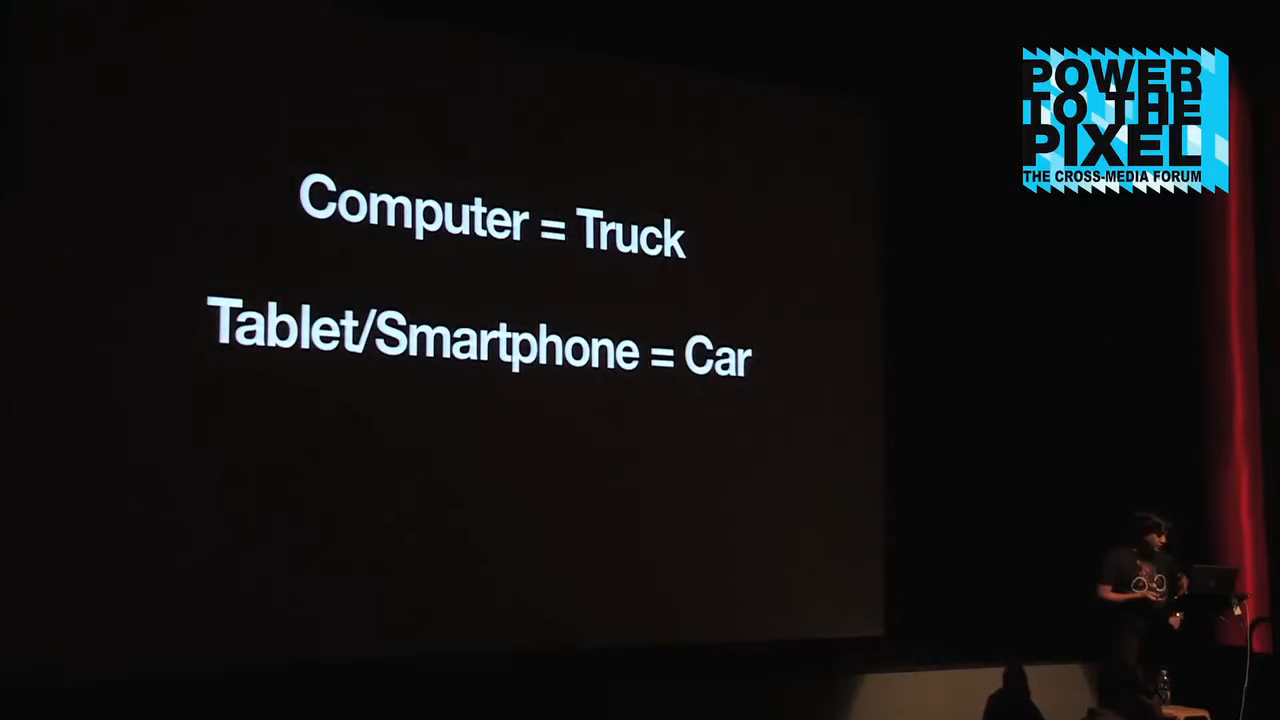 Computer = Truck
Tablet/Smartphone = Car
POWER
TO THE
PIXEL
THE CROSS-MEDIA FORUM